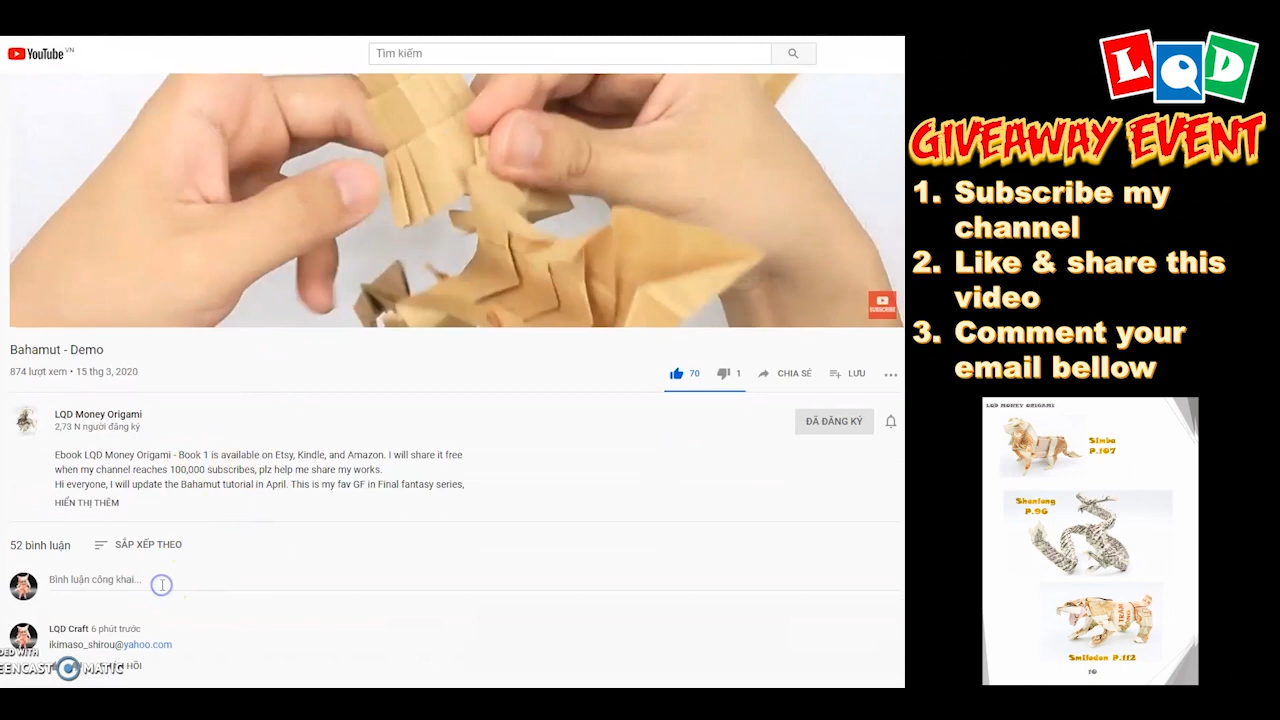 YouTube VN
Tìm kiếm
SUBSCRIBE
Bahamut - Demo
874 lượt xem • 15 thg 3, 2020
70
1
CHIA SẺ
LƯU
LQD Money Origami
2,73 N người đăng ký
ĐÃ ĐĂNG KÝ
Ebook LQD Money Origami - Book 1 is available on Etsy, Kindle, and Amazon. I will share it free
when my channel reaches 100,000 subscribes, plz help me share my works.
Hi everyone, I will update the Bahamut tutorial in April. This is my fav GF in Final fantasy series,
HIỂN THỊ THÊM
52 bình luận
SẮP XẾP THEO
Bình luận công khai...
LQD Craft 6 phút trước
ikimaso_shirou@yahoo.com
HỒI
MATIC
LQD
GIVEAWAY EVENT
1. Subscribe my
channel
2. Like & share this
video
3. Comment your
email bellow
LQD MONEY ORIGAMI
Simba
P.107
Shenlong
P.96
Smilodon P.112